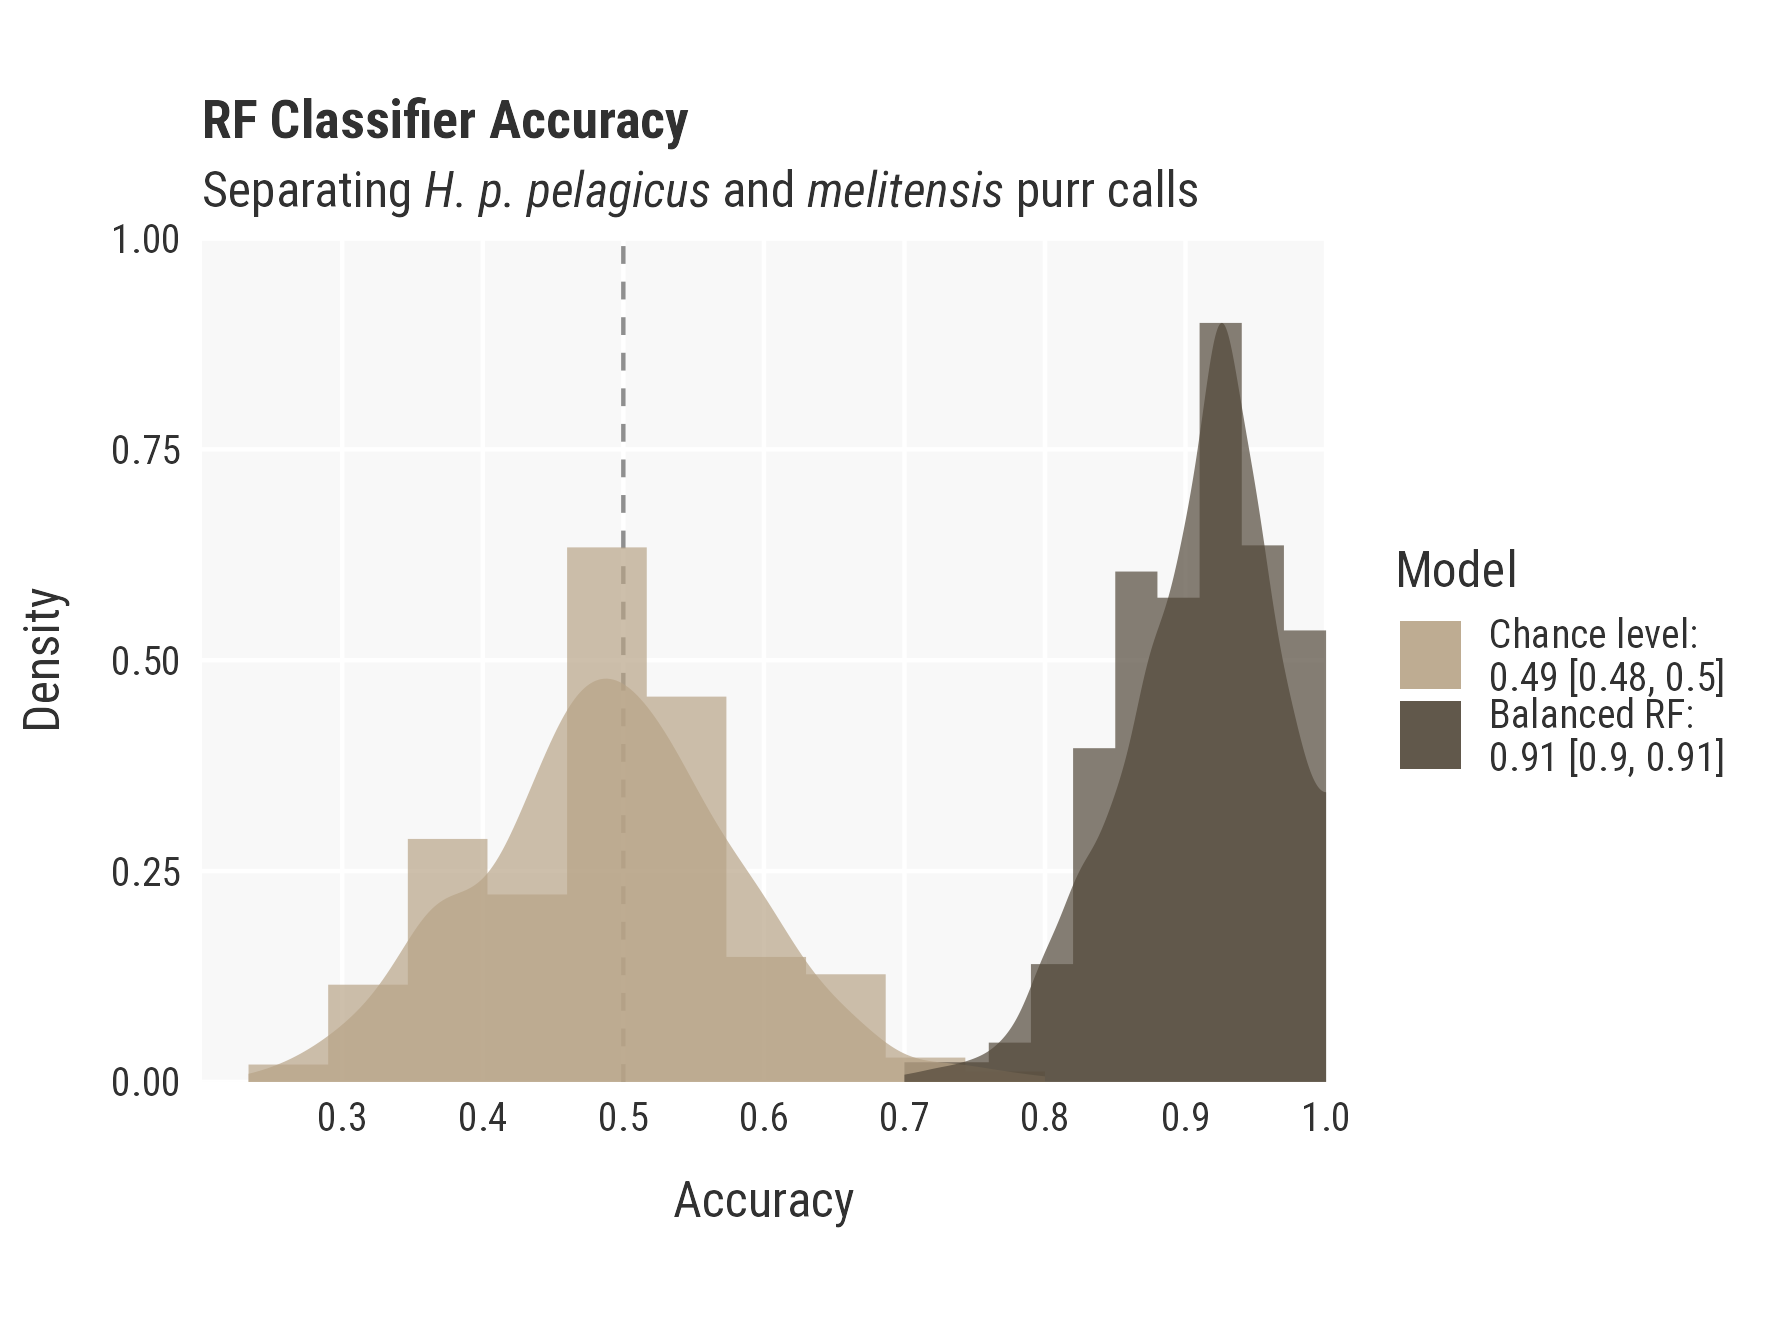 RF Classifier Accuracy
Separating H. p. pelagicus and melitensis purr calls
1.00
0.75
0.50
0.25
0.00
Density
0.3 0.4 0.5 0.6 0.7 0.8 0.9 1.0
Accuracy
Model
Chance level:
0.49 [0.48, 0.5]
Balanced RF:
0.91 [0.9, 0.91]